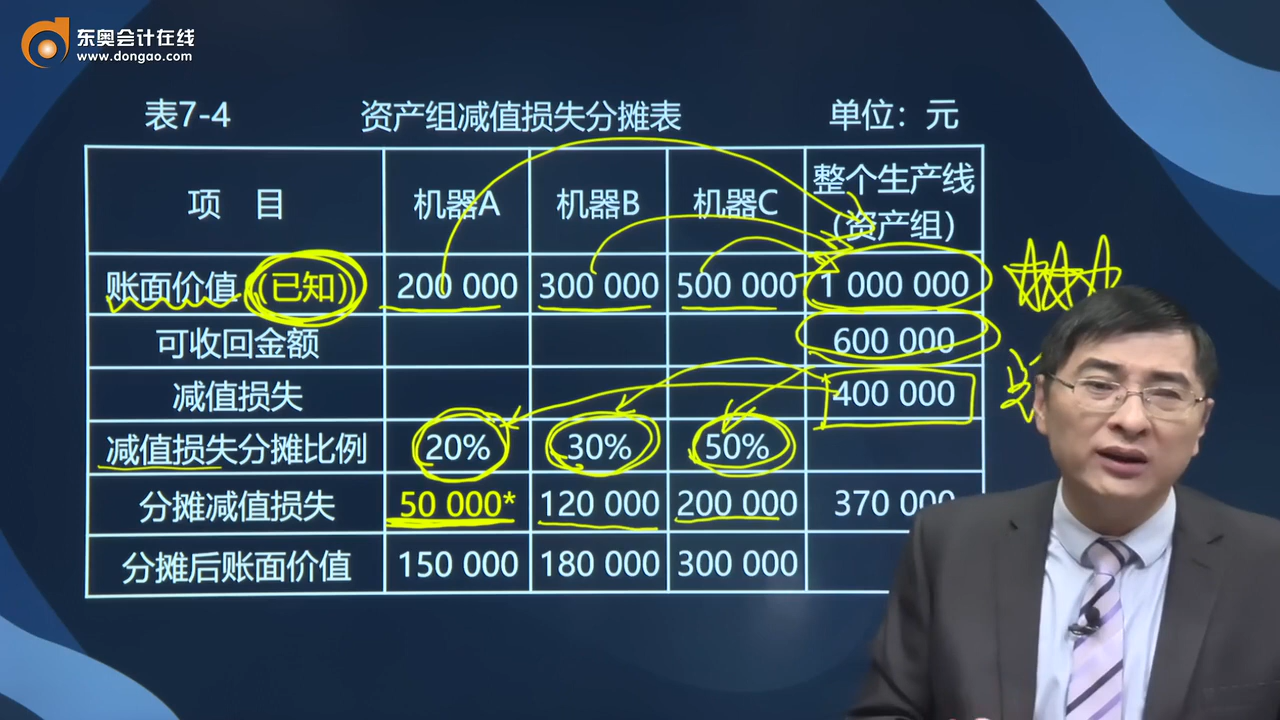 东奥会计在线
www.dongao.com
表7-4 资产组减值损失分摊表 单位：元
项 目 机器A 机器B 机器C 整个生产线
（资产组）
账面价值（已知） 200 000 300 000 500 000 1 000 000
可收回金额 600 000
减值损失 400 000
减值损失分摊比例 20% 30% 50%
分摊减值损失 50 000* 120 000 200 000 370 000
分摊后账面价值 150 000 180 000 300 000